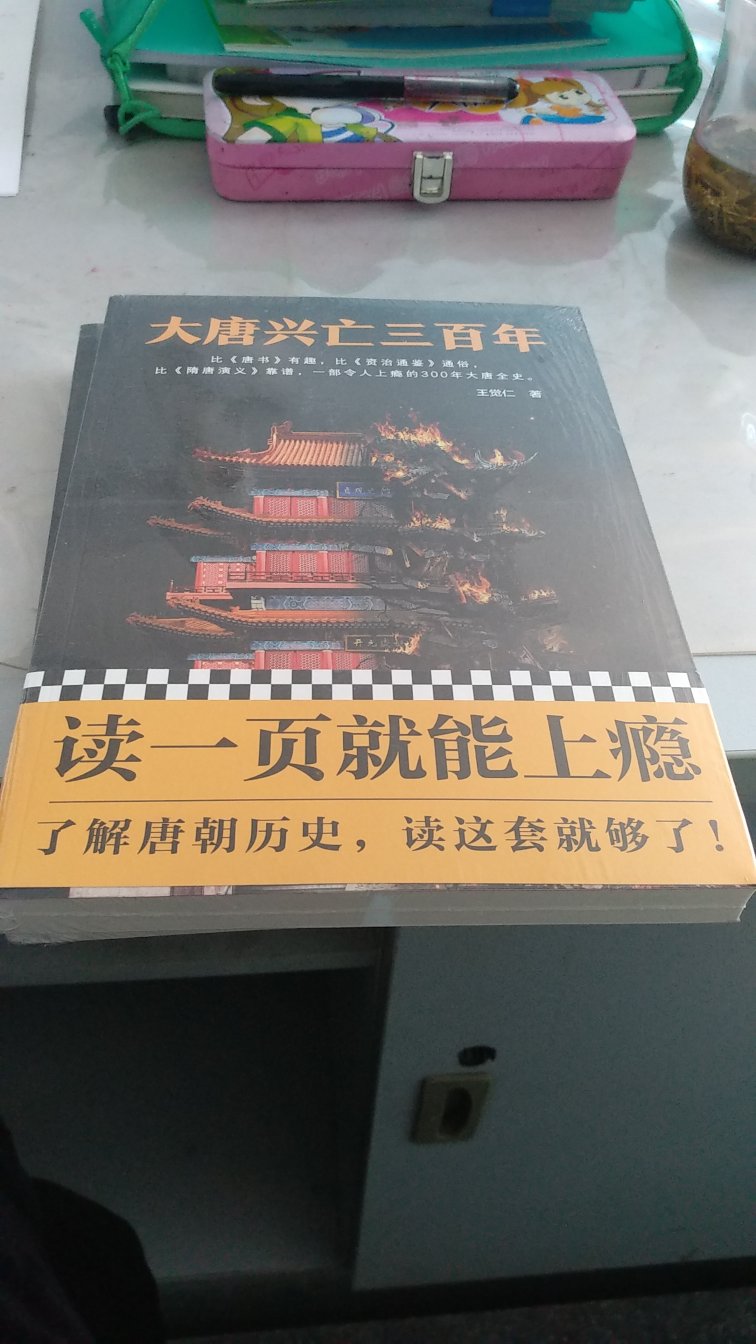 大唐兴亡三百年
比《唐书》有趣，比《资治通鉴》通俗，
比《隋唐演义》靠谱，一部令人上瘾的300年大唐全史。
王觉仁 著
读一页就能上瘾
了解唐朝历史，读这套就够了！